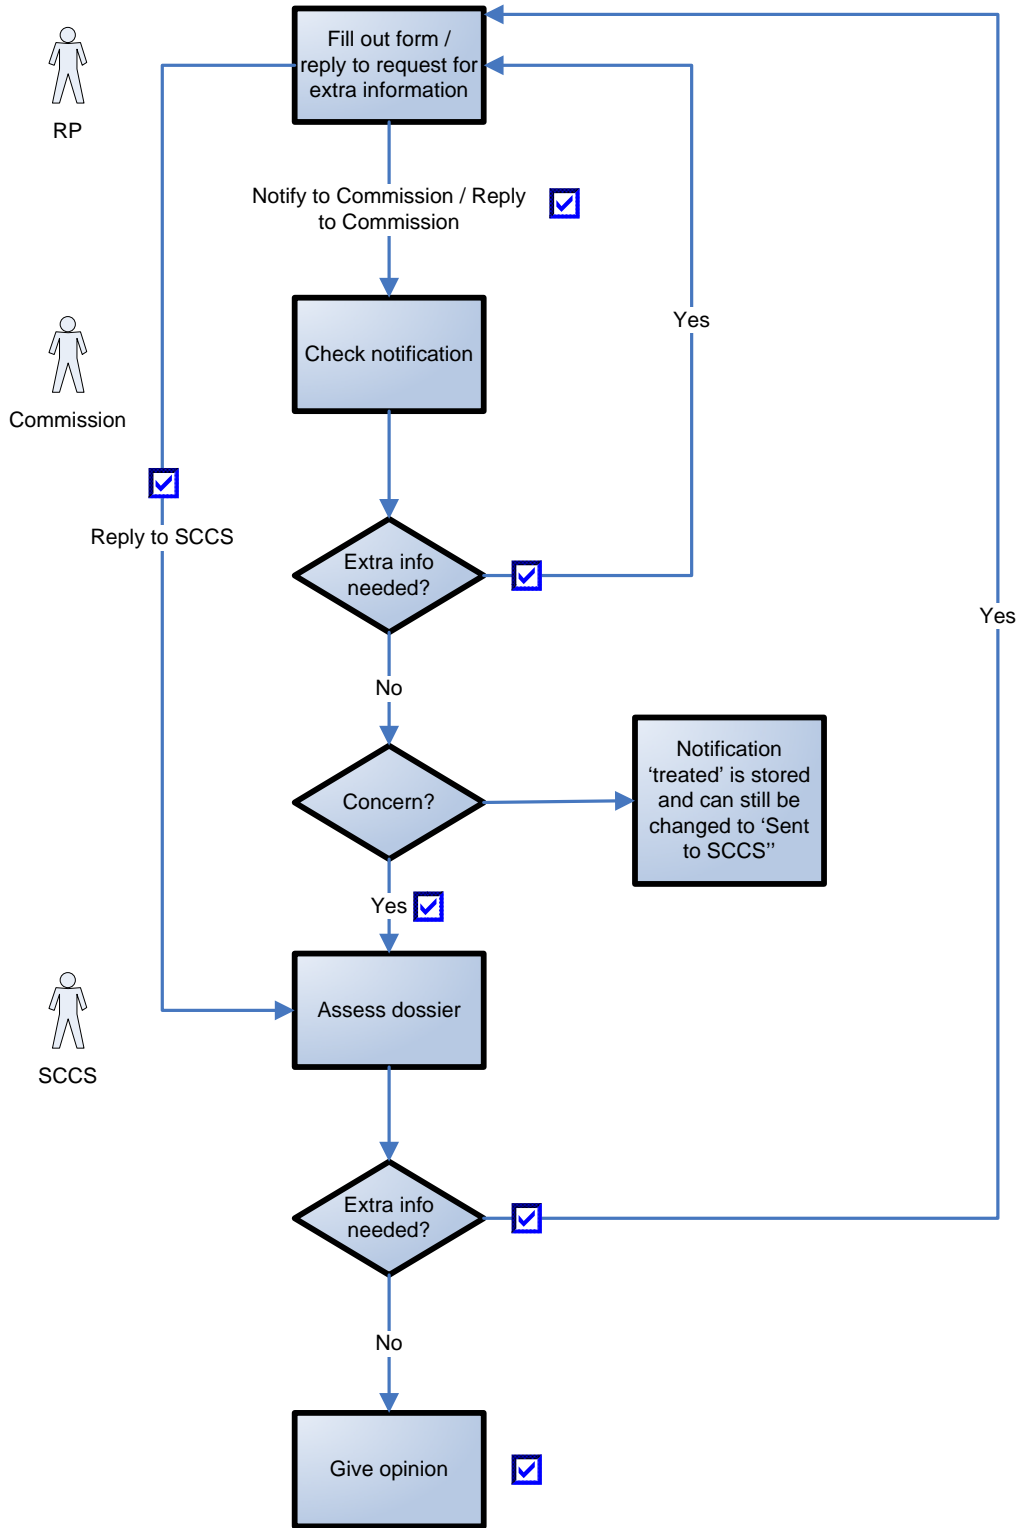 Fill out form /
reply to request for
extra information
RP
Notify to Commission / Reply
to Commission
Yes
Check notification
Commission
Reply to SCCS
Extra info
needed?
Yes
No
Notification
‘treated’ is stored
and can still be
changed to ‘Sent
to SCCS’’
Concern?
Yes
Assess dossier
SCCS
Extra info
needed?
No
Give opinion